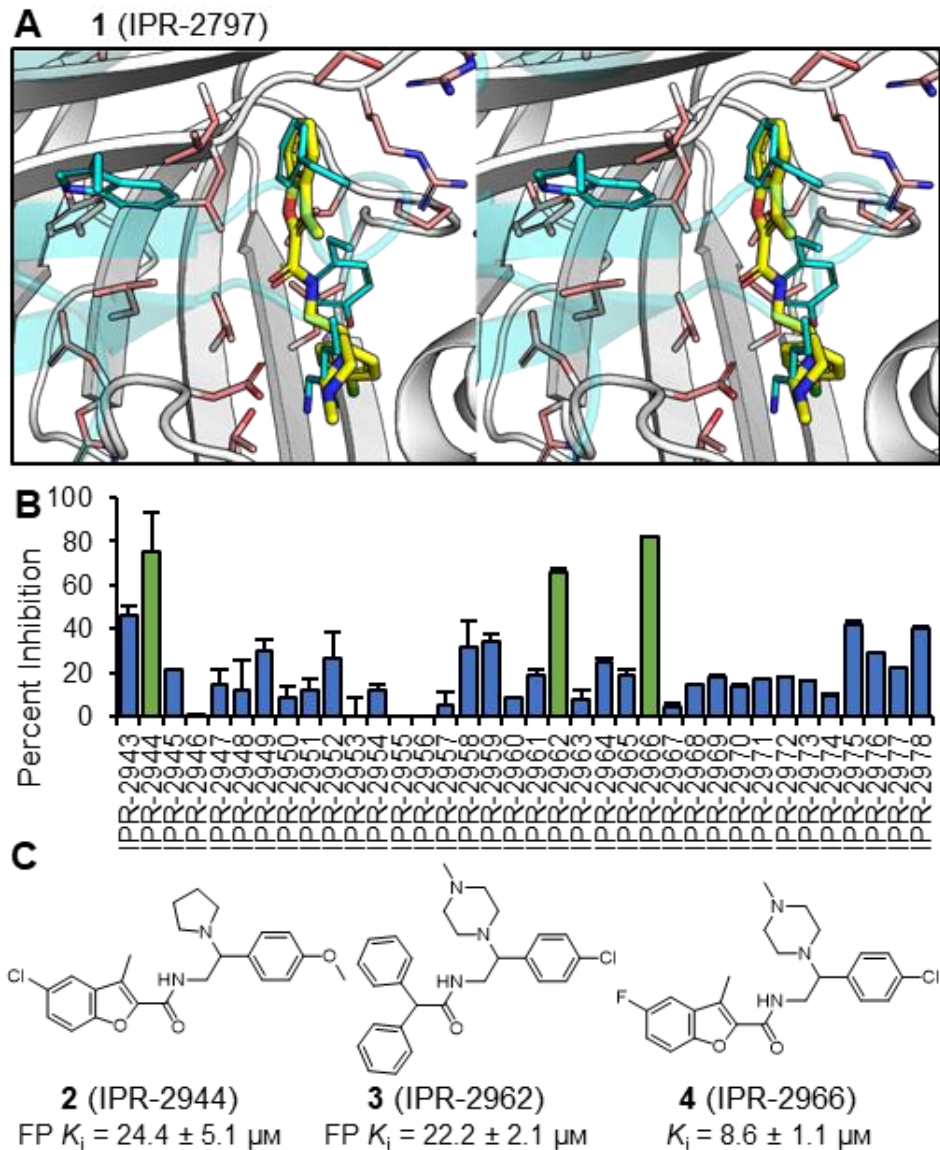 A 1 (IPR-2797)
B
Percent Inhibition
100
80
60
40
20
0
IPR-2943
IPR-2944
IPR-2945
IPR-2946
IPR-2947
IPR-2948
IPR-2949
IPR-2950
IPR-2951
IPR-2952
IPR-2953
IPR-2954
IPR-2955
IPR-2956
IPR-2957
IPR-2958
IPR-2959
IPR-2960
IPR-2961
IPR-2962
IPR-2963
IPR-2964
IPR-2965
IPR-2966
IPR-2967
IPR-2968
IPR-2969
IPR-2970
IPR-2971
IPR-2972
IPR-2973
IPR-2974
IPR-2975
IPR-2976
IPR-2977
IPR-2978
C
Cl
O
O
NH
N
O
N
N
NH
O
Cl
F
O
O
NH
N
N
Cl
2 (IPR-2944)
FP Ki = 24.4 ± 5.1 μM
3 (IPR-2962)
FP Ki = 22.2 ± 2.1 μM
4 (IPR-2966)
Ki = 8.6 ± 1.1 μM